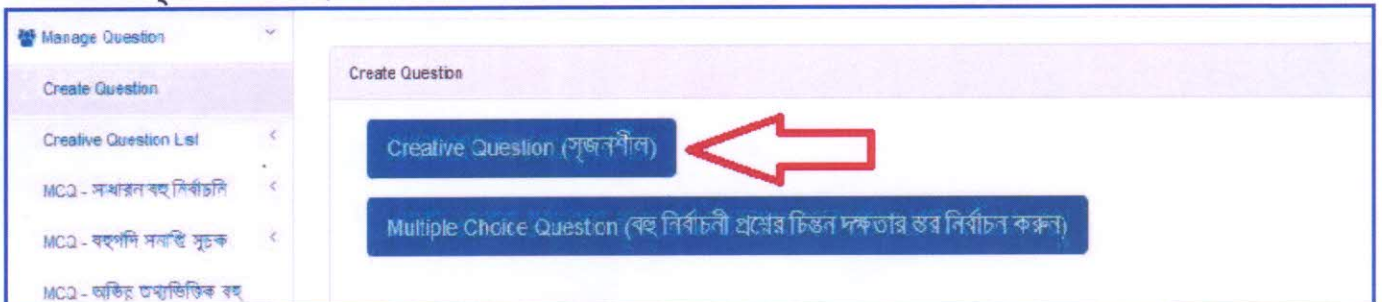 Manage Question
Create Question
Creative Question List
MCQ - সাধারন বহু নির্বাচনি
MCQ - বহুপদি সমাপ্তি সূচক
MCQ - অভিন্ন তথ্যভিত্তিক বহু
Create Question
Creative Question (সৃজনশীল)
Multiple Choice Question (বহু নির্বাচনী প্রশ্নের চিন্তন দক্ষতার স্তর নির্বাচন করুন)